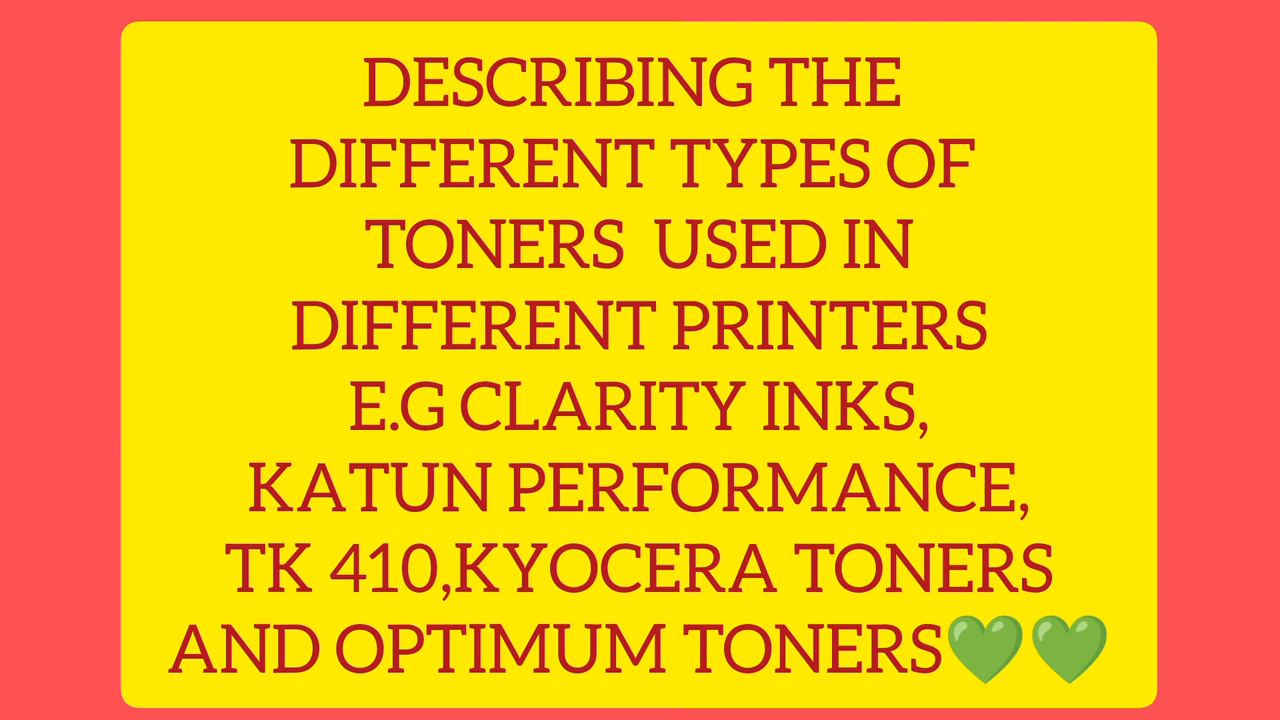 DESCRIBING THE
DIFFERENT TYPES OF
TONERS  USED IN
DIFFERENT PRINTERS
E.G CLARITY INKS,
KATUN PERFORMANCE,
TK 410,KYOCERA TONERS
AND OPTIMUM TONERS💚💚